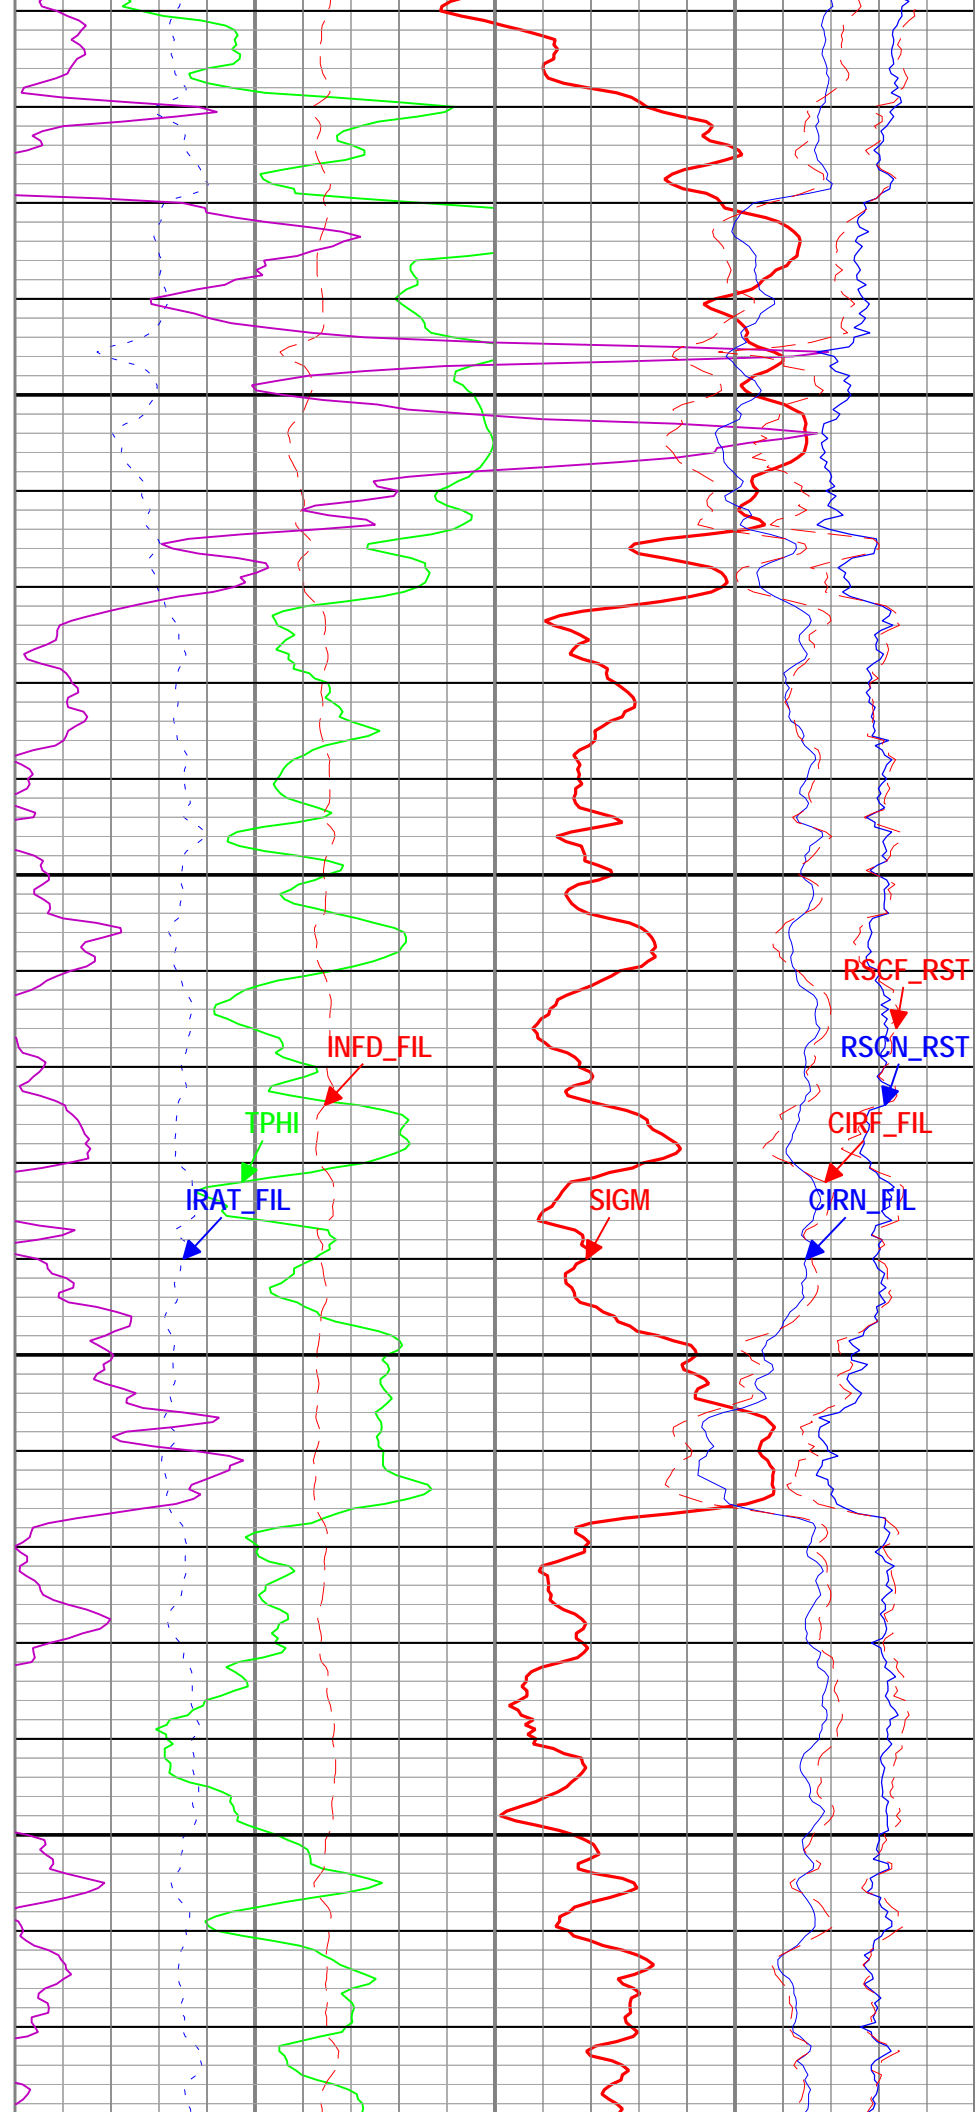 RSCF_RST
INFD_FIL
RSCN_RST
TPHI
CIRF_FIL
IRAT_FIL
SIGM
CIRN_FIL